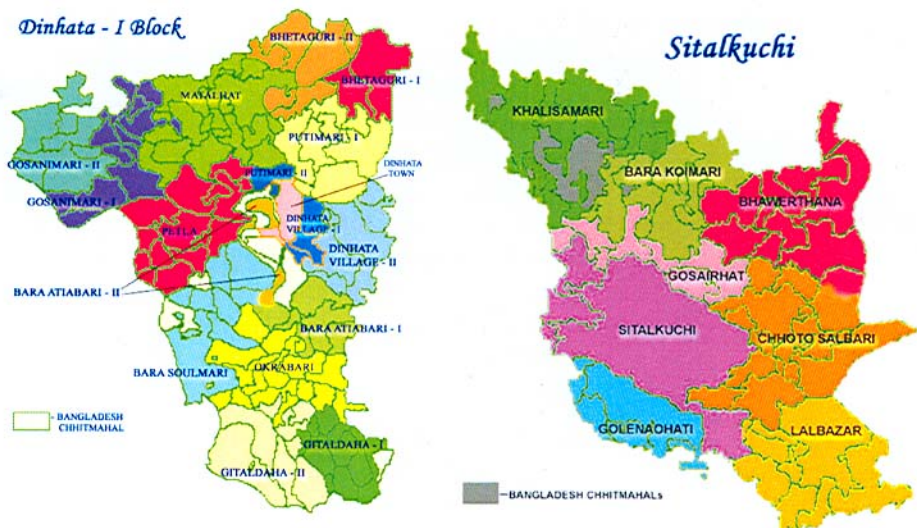 Dinhata - I Block
BHETAGURI - II
BHETAGURI - I
MATALHAT
PUTIMARI - I
GOSANIMARI - II
PUTIMARI - II
DINHATA
TOWN
GOSANIMARI - I
PETLA
DINHATA
VILLAGE - I
DINHATA
VILLAGE - II
BARA ATIABARI - II
BARA ATIABARI - I
BARA SOULMARI
OKRABARI
- BANGLADESH
CHHITMAHAL
GITALDAHA - I
GITALDAHA - II
Sitalkuchi
KHALISAMARI
BARA KOIMARI
BHAWERTHANA
GOSAIRHAT
SITALKUCHI
CHHOTO SALBARI
GOLENAOHATI
LALBAZAR
—BANGLADESH CHHITMAHALs